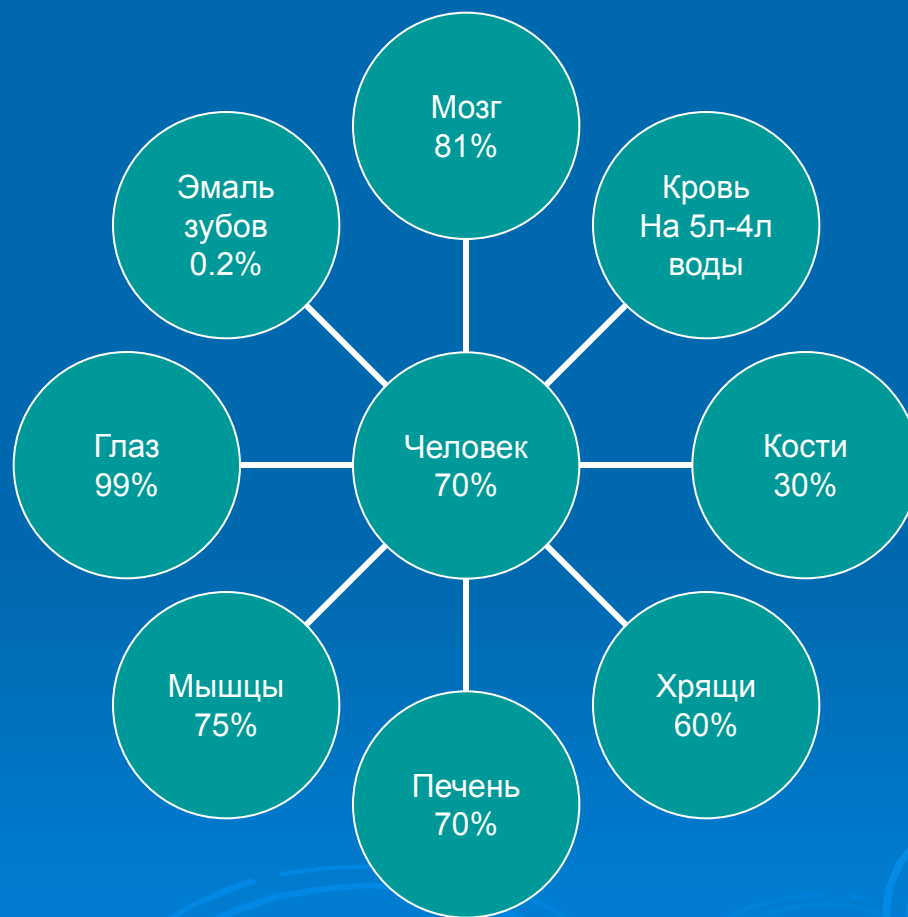 Мозг
81%
Эмаль
зубов
0.2%
Кровь
На 5л-4л
воды
Глаз
99%
Человек
70%
Кости
30%
Мышцы
75%
Хрящи
60%
Печень
70%